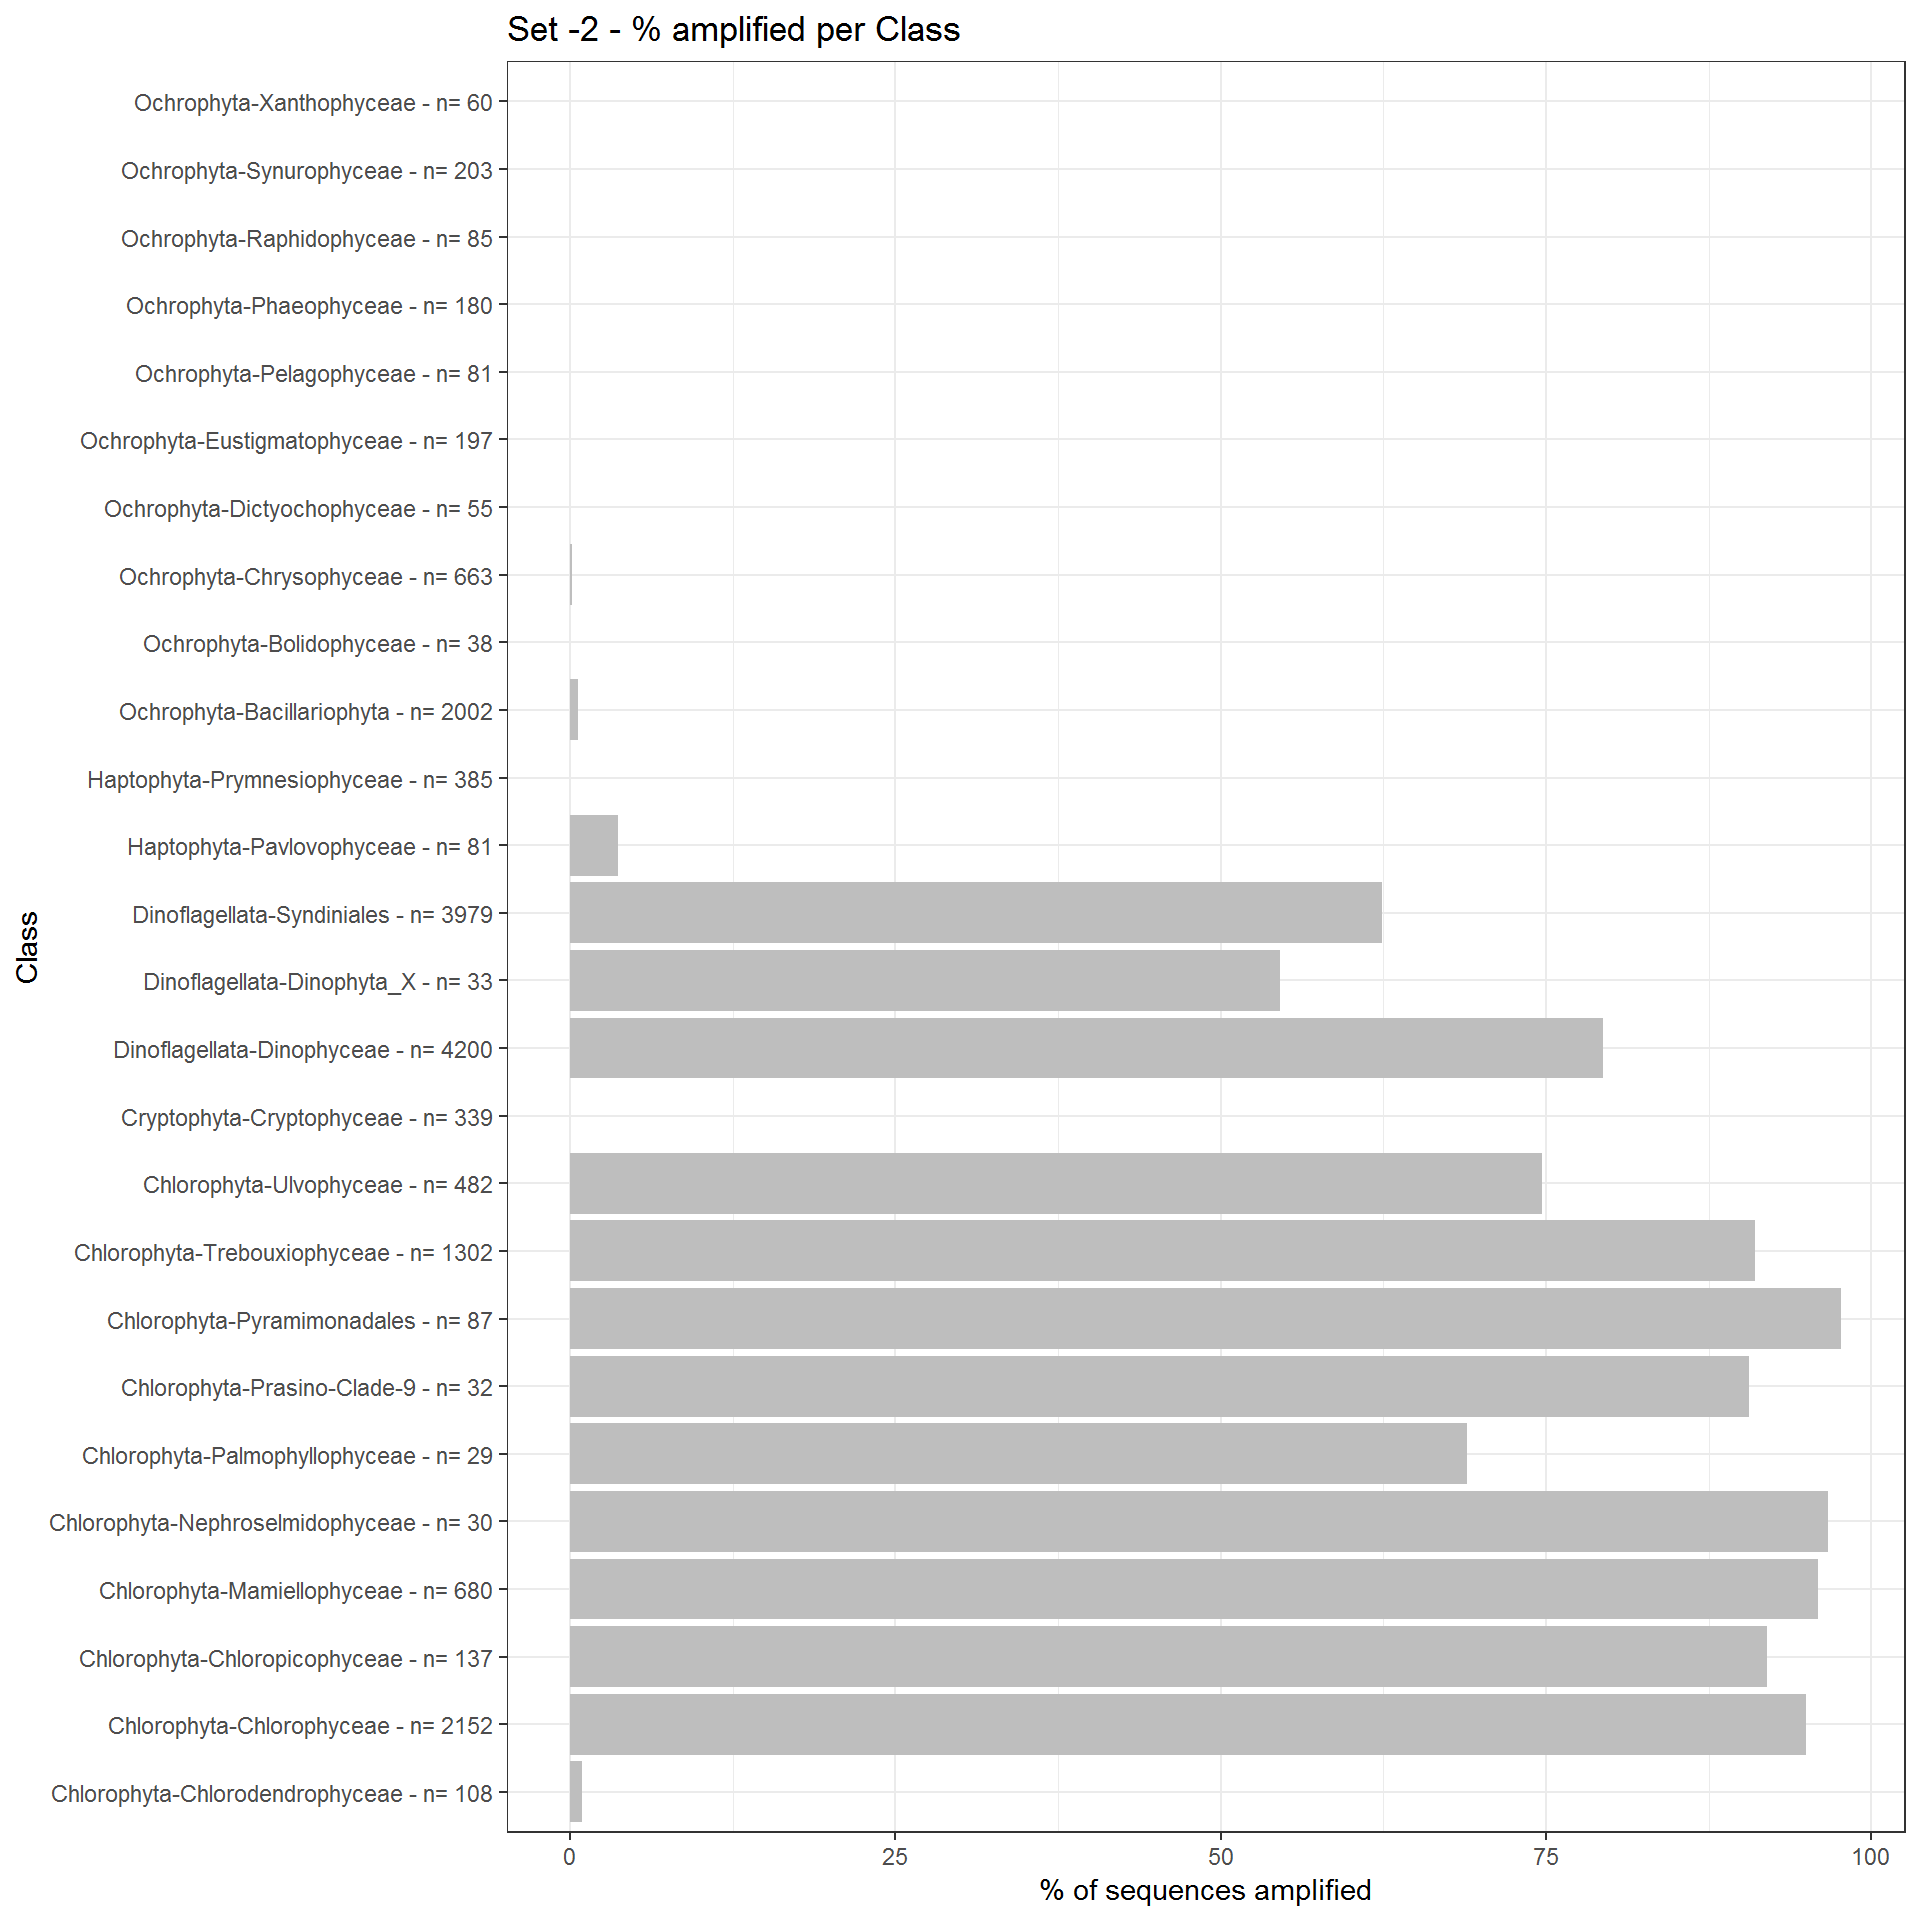 Set -2 - % amplified per Class
Ochrophyta-Xanthophyceae - n= 60
Ochrophyta-Synurophyceae - n= 203
Ochrophyta-Raphidophyceae - n= 85
Ochrophyta-Phaeophyceae - n= 180
Ochrophyta-Pelagophyceae - n= 81
Ochrophyta-Eustigmatophyceae - n= 197
Ochrophyta-Dictyochophyceae - n= 55
Ochrophyta-Chrysophyceae - n= 663
Ochrophyta-Bolidophyceae - n= 38
Ochrophyta-Bacillariophyta - n= 2002
Haptophyta-Prymnesiophyceae - n= 385
Haptophyta-Pavlovophyceae - n= 81
Dinoflagellata-Syndiniales - n= 3979
Dinoflagellata-Dinophyta_X - n= 33
Dinoflagellata-Dinophyceae - n= 4200
Cryptophyta-Cryptophyceae - n= 339
Chlorophyta-Ulvophyceae - n= 482
Chlorophyta-Trebouxiophyceae - n= 1302
Chlorophyta-Pyramimonadales - n= 87
Chlorophyta-Prasino-Clade-9 - n= 32
Chlorophyta-Palmophyllophyceae - n= 29
Chlorophyta-Nephroselmidophyceae - n= 30
Chlorophyta-Mamiellophyceae - n= 680
Chlorophyta-Chloropicophyceae - n= 137
Chlorophyta-Chlorophyceae - n= 2152
Chlorophyta-Chlorodendrophyceae - n= 108
Class
0 25 50 75 100
% of sequences amplified